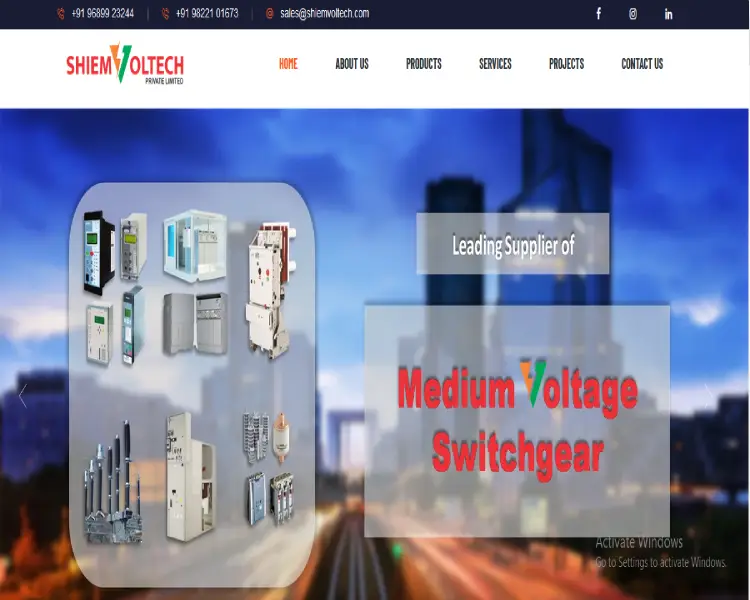 +91 96899 23244 | +91 98221 01673 | sales@shiemvoltech.com
SHIEMVOLTECH
PRIVATE LIMITED
HOME ABOUT US PRODUCTS SERVICES PROJECTS CONTACT US
Leading Supplier of
Medium Voltage
Switchgear
Activate Windows
Go to Settings to activate Windows.